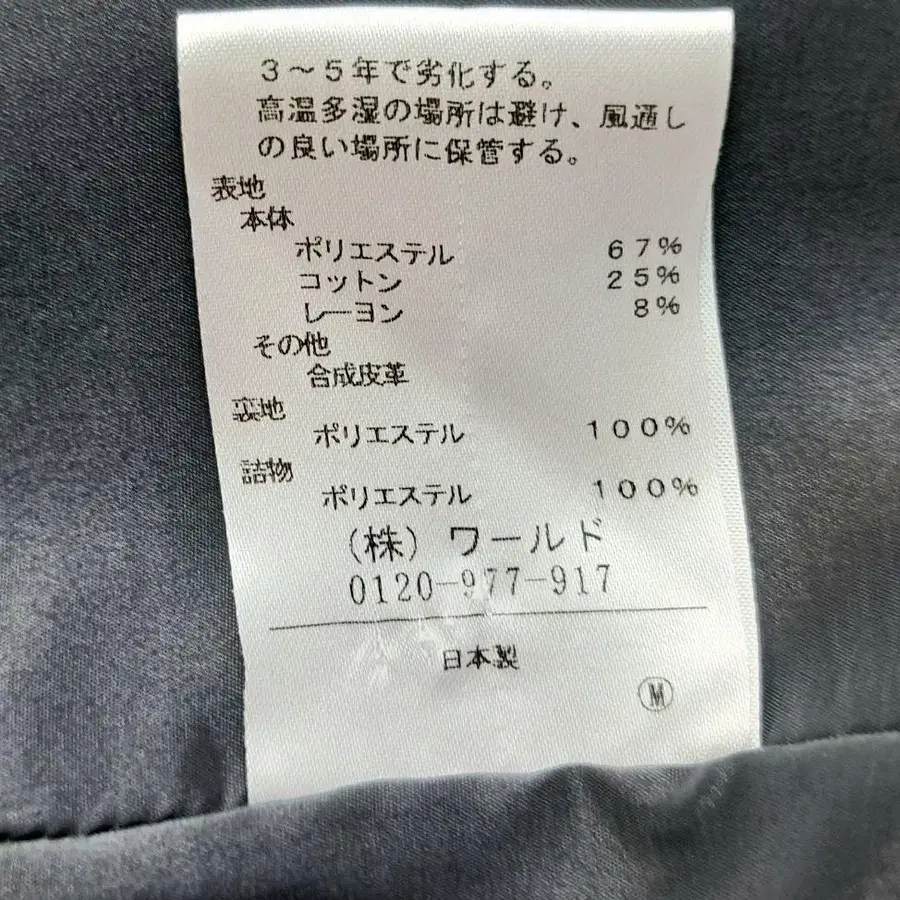 3〜5年で劣化する。
高温多湿の場所は避け、風通し
の良い場所に保管する。
表地
本体
ポリエステル 67%
コットン 25%
レーヨン 8%
その他
合成皮革
裏地
ポリエステル 100%
詰物
ポリエステル 100%
(株)ワールド
0120-977-917
日本製
M